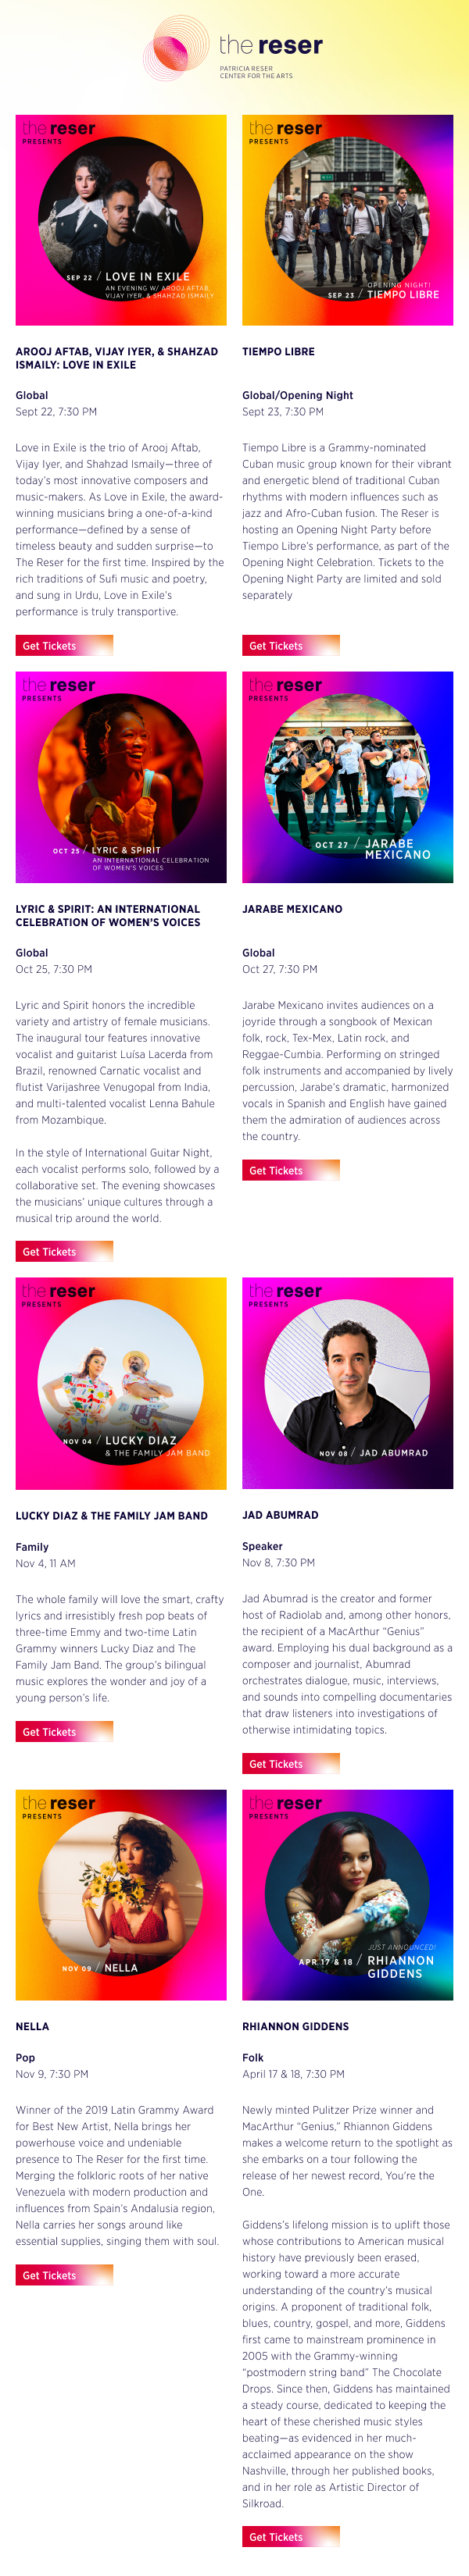 the reser
PATRICIA RESER
CENTER FOR THE ARTS
the reser
PRESENTS
SEP 22 / LOVE IN EXILE
AN EVENING W/ AROOJ AFTAB,
VIJAY IYER, & SHAHZAD ISMAILY
AROOJ AFTAB, VIJAY IYER, & SHAHZAD
ISMAILY: LOVE IN EXILE
Global
Sept 22, 7:30 PM
Love in Exile is the trio of Arooj Aftab,
Vijay Iyer, and Shahzad Ismaily—three of
today's most innovative composers and
music-makers. As Love in Exile, the award-
winning musicians bring a one-of-a-kind
performance—defined by a sense of
timeless beauty and sudden surprise—to
The Reser for the first time. Inspired by the
rich traditions of Sufi music and poetry,
and sung in Urdu, Love in Exile's
performance is truly transportive.
Get Tickets
the reser
PRESENTS
OPENING NIGHT!
SEP 23 / TIEMPO LIBRE
TIEMPO LIBRE
Global/Opening Night
Sept 23, 7:30 PM
Tiempo Libre is a Grammy-nominated
Cuban music group known for their vibrant
and energetic blend of traditional Cuban
rhythms with modern influences such as
jazz and Afro-Cuban fusion. The Reser is
hosting an Opening Night Party before
Tiempo Libre's performance, as part of the
Opening Night Celebration. Tickets to the
Opening Night Party are limited and sold
separately
Get Tickets
the reser
PRESENTS
OCT 25 / LYRIC & SPIRIT
AN INTERNATIONAL CELEBRATION
OF WOMEN'S VOICES
LYRIC & SPIRIT: AN INTERNATIONAL
CELEBRATION OF WOMEN'S VOICES
Global
Oct 25, 7:30 PM
Lyric and Spirit honors the incredible
variety and artistry of female musicians.
The inaugural tour features innovative
vocalist and guitarist Luísa Lacerda from
Brazil, renowned Carnatic vocalist and
flutist Varijashree Venugopal from India,
and multi-talented vocalist Lenna Bahule
from Mozambique.
In the style of International Guitar Night,
each vocalist performs solo, followed by a
collaborative set. The evening showcases
the musicians' unique cultures through a
musical trip around the world.
Get Tickets
the reser
PRESENTS
OCT 27 / JARABE
MEXICANO
JARABE MEXICANO
Global
Oct 27, 7:30 PM
Jarabe Mexicano invites audiences on a
joyride through a songbook of Mexican
folk, rock, Tex-Mex, Latin rock, and
Reggae-Cumbia. Performing on stringed
folk instruments and accompanied by lively
percussion, Jarabe's dramatic, harmonized
vocals in Spanish and English have gained
them the admiration of audiences across
the country.
Get Tickets
the reser
PRESENTS
NOV 04 / LUCKY DIAZ
& THE FAMILY JAM BAND
LUCKY DIAZ & THE FAMILY JAM BAND
Family
Nov 4, 11 AM
The whole family will love the smart, crafty
lyrics and irresistibly fresh pop beats of
three-time Emmy and two-time Latin
Grammy winners Lucky Diaz and The
Family Jam Band. The group's bilingual
music explores the wonder and joy of a
young person's life.
Get Tickets
the reser
PRESENTS
NOV 08 / JAD ABUMRAD
JAD ABUMRAD
Speaker
Nov 8, 7:30 PM
Jad Abumrad is the creator and former
host of Radiolab and, among other honors,
the recipient of a MacArthur "Genius"
award. Employing his dual background as a
composer and journalist, Abumrad
orchestrates dialogue, music, interviews,
and sounds into compelling documentaries
that draw listeners into investigations of
otherwise intimidating topics.
Get Tickets
the reser
PRESENTS
NOV 09 / NELLA
NELLA
Pop
Nov 9, 7:30 PM
Winner of the 2019 Latin Grammy Award
for Best New Artist, Nella brings her
powerhouse voice and undeniable
presence to The Reser for the first time.
Merging the folkloric roots of her native
Venezuela with modern production and
influences from Spain's Andalusia region,
Nella carries her songs around like
essential supplies, singing them with soul.
Get Tickets
the reser
PRESENTS
JUST ANNOUNCED!
APR 17 & 18 / RHIANNON
GIDDENS
RHIANNON GIDDENS
Folk
April 17 & 18, 7:30 PM
Newly minted Pulitzer Prize winner and
MacArthur "Genius," Rhiannon Giddens
makes a welcome return to the spotlight as
she embarks on a tour following the
release of her newest record, You're the
One.
Giddens's lifelong mission is to uplift those
whose contributions to American musical
history have previously been erased,
working toward a more accurate
understanding of the country's musical
origins. A proponent of traditional folk,
blues, country, gospel, and more, Giddens
first came to mainstream prominence in
2005 with the Grammy-winning
"postmodern string band" The Chocolate
Drops. Since then, Giddens has maintained
a steady course, dedicated to keeping the
heart of these cherished music styles
beating—as evidenced in her much-
acclaimed appearance on the show
Nashville, through her published books,
and in her role as Artistic Director of
Silkroad.
Get Tickets